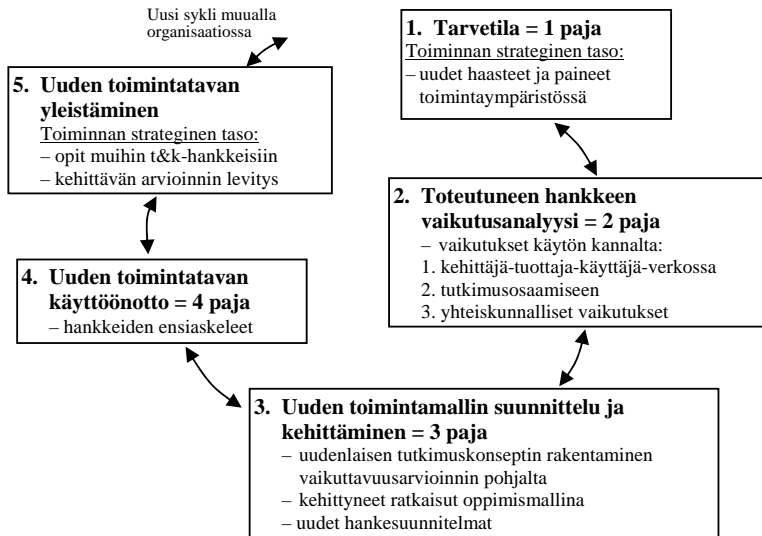 Uusi sykli muualla
organisaatiossa
1. Tarvetila = 1 paja
Toiminnan strateginen taso:
– uudet haasteet ja paineet
toimintaympäristössä
5. Uuden toimintatavan
yleistäminen
Toiminnan strateginen taso:
– opit muihin t&k-hankkeisiin
– kehittävän arvioinnin levitys
2. Toteutuneen hankkeen
vaikutusanalyysi = 2 paja
– vaikutukset käytön kannalta:
1. kehittäjä-tuottaja-käyttäjä-verkossa
2. tutkimusosaamiseen
3. yhteiskunnalliset vaikutukset
4. Uuden toimintatavan
käyttöönotto = 4 paja
– hankkeiden ensiaskeleet
3. Uuden toimintamallin suunnittelu ja
kehittäminen = 3 paja
– uudenlaisen tutkimuskonseptin rakentaminen
vaikuttavuusarvioinnin pohjalta
– kehittyneet ratkaisut oppimismallina
– uudet hankesuunnitelmat